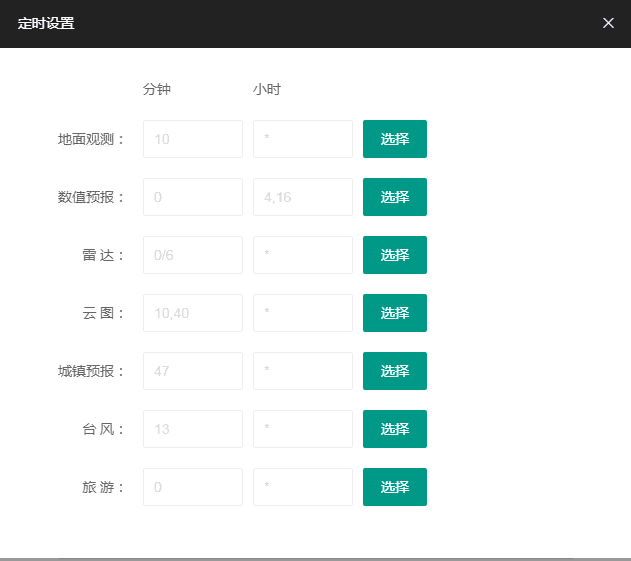 定时设置
分钟 小时
地面观测： 10 * 选择
数值预报： 0 4,16 选择
雷 达： 0/6 * 选择
云 图： 10,40 * 选择
城镇预报： 47 * 选择
台 风： 13 * 选择
旅 游： 0 * 选择